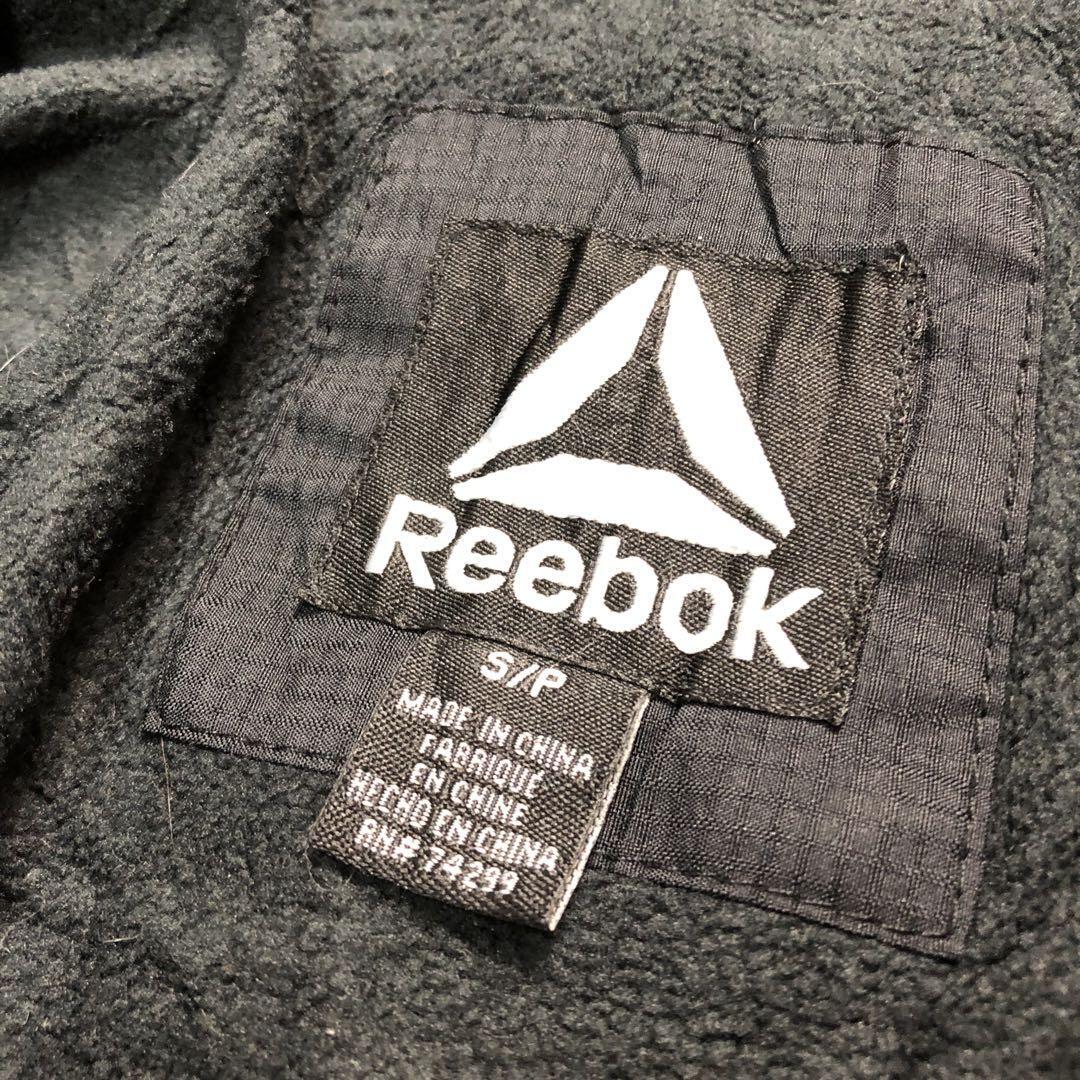 Reebok
S//P
MADE IN CHINA
FABRIQUE
EN CHINE
HECHO EN CHINA
RN# 74299